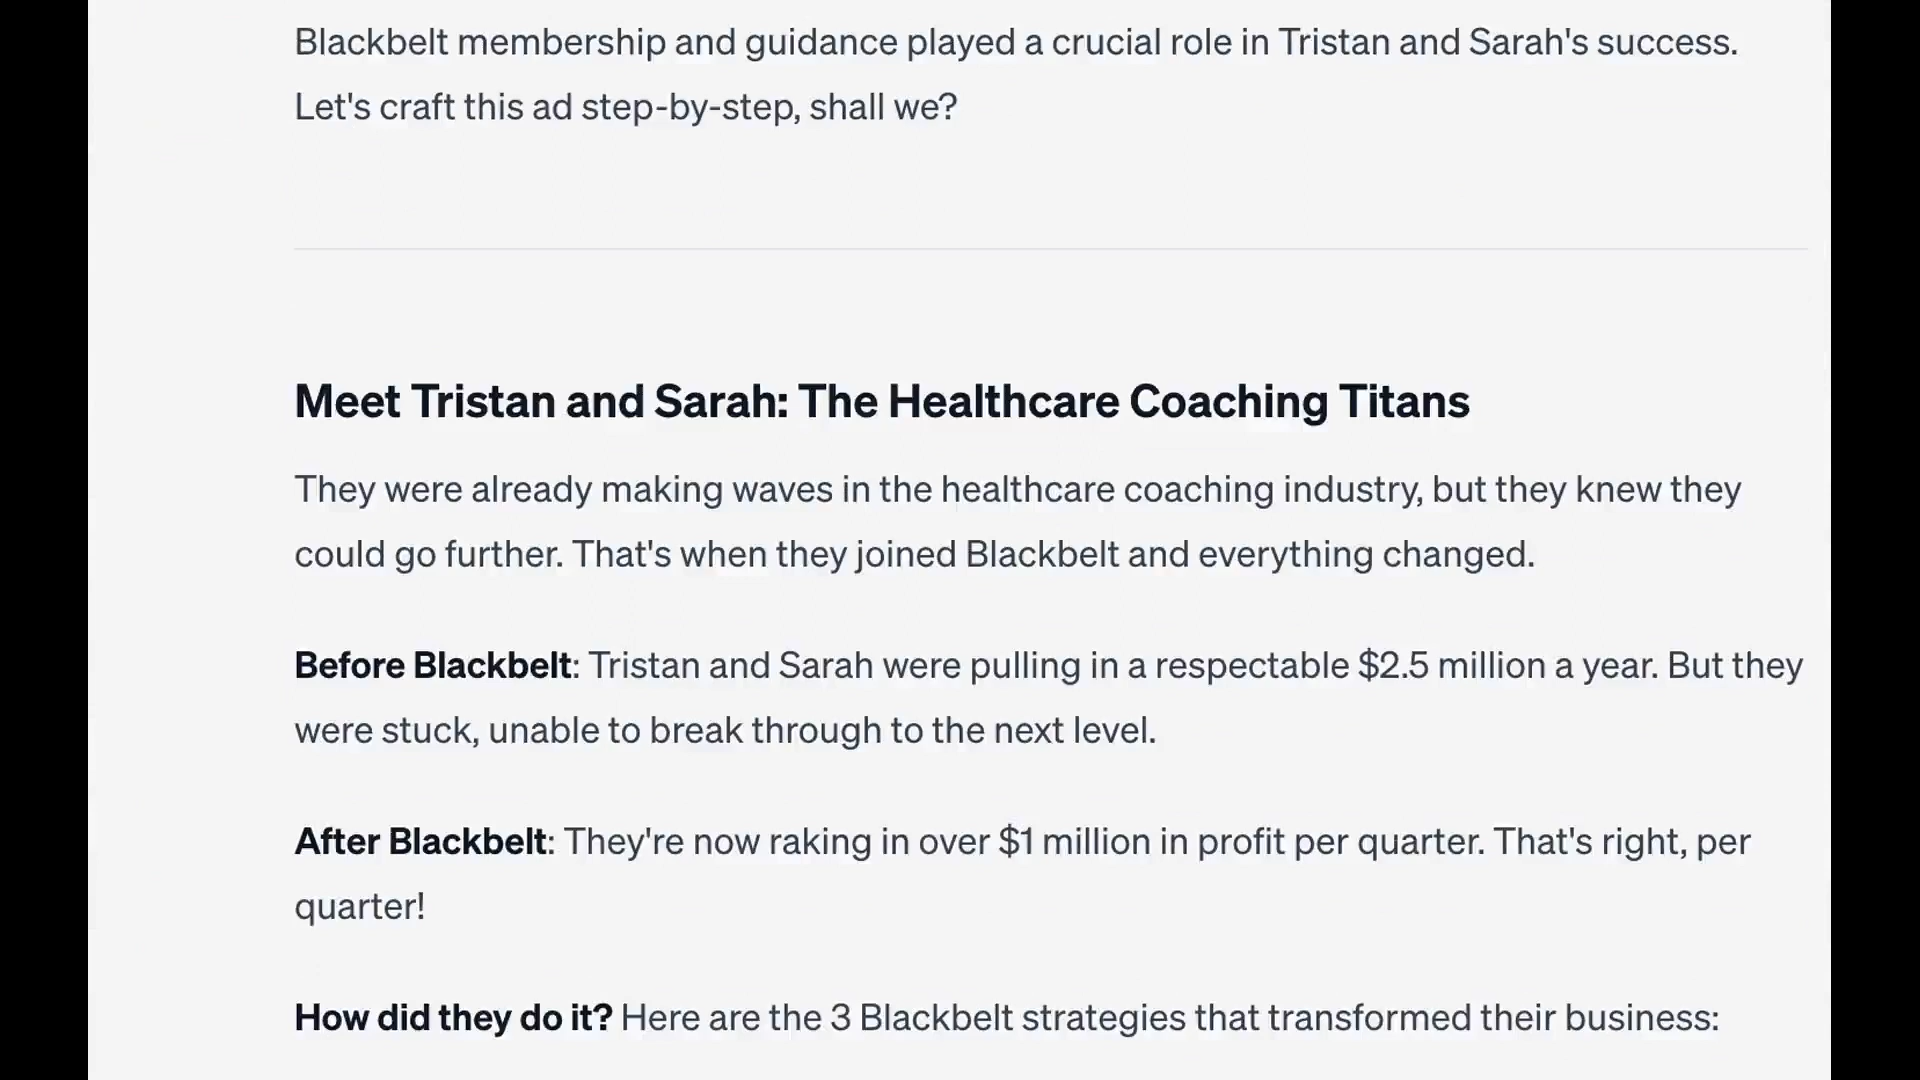 Blackbelt membership and guidance played a crucial role in Tristan and Sarah's success.
Let's craft this ad step-by-step, shall we?
Meet Tristan and Sarah: The Healthcare Coaching Titans
They were already making waves in the healthcare coaching industry, but they knew they
could go further. That's when they joined Blackbelt and everything changed.
Before Blackbelt: Tristan and Sarah were pulling in a respectable $2.5 million a year. But they
were stuck, unable to break through to the next level.
After Blackbelt: They're now raking in over $1 million in profit per quarter. That's right, per
quarter!
How did they do it? Here are the 3 Blackbelt strategies that transformed their business: